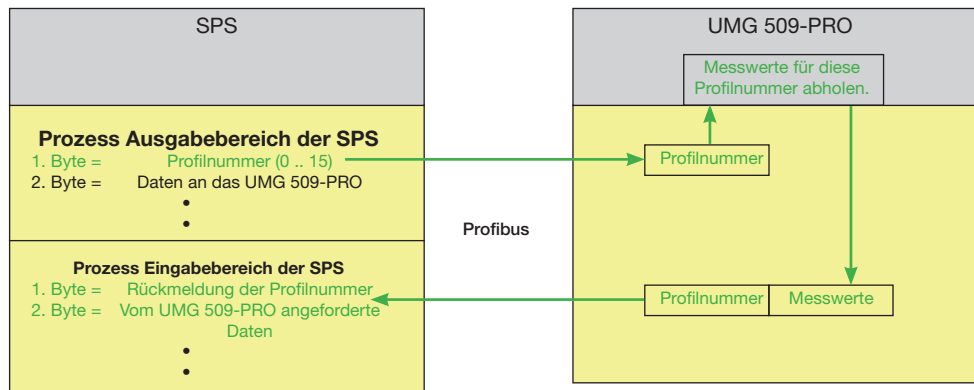 SPS
Prozess Ausgabebereich der SPS
1. Byte = Profilnummer (0 .. 15)
2. Byte = Daten an das UMG 509-PRO
•
•
Prozess Eingabebereich der SPS
1. Byte = Rückmeldung der Profilnummer
2. Byte = Vom UMG 509-PRO angeforderte
Daten
•
•
Profibus
UMG 509-PRO
Messwerte für diese
Profilnummer abholen.
Profilnummer
Profilnummer Messwerte